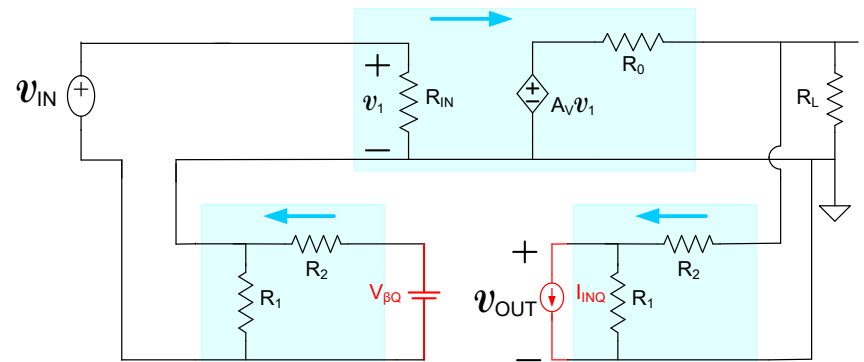 +
R₀
𝒗IN
+
𝒗₁
RIN
+
−
AV𝒗₁
RL
−
R₂
R₁
VβQ
+
𝒗OUT
IINQ
R₂
R₁
−